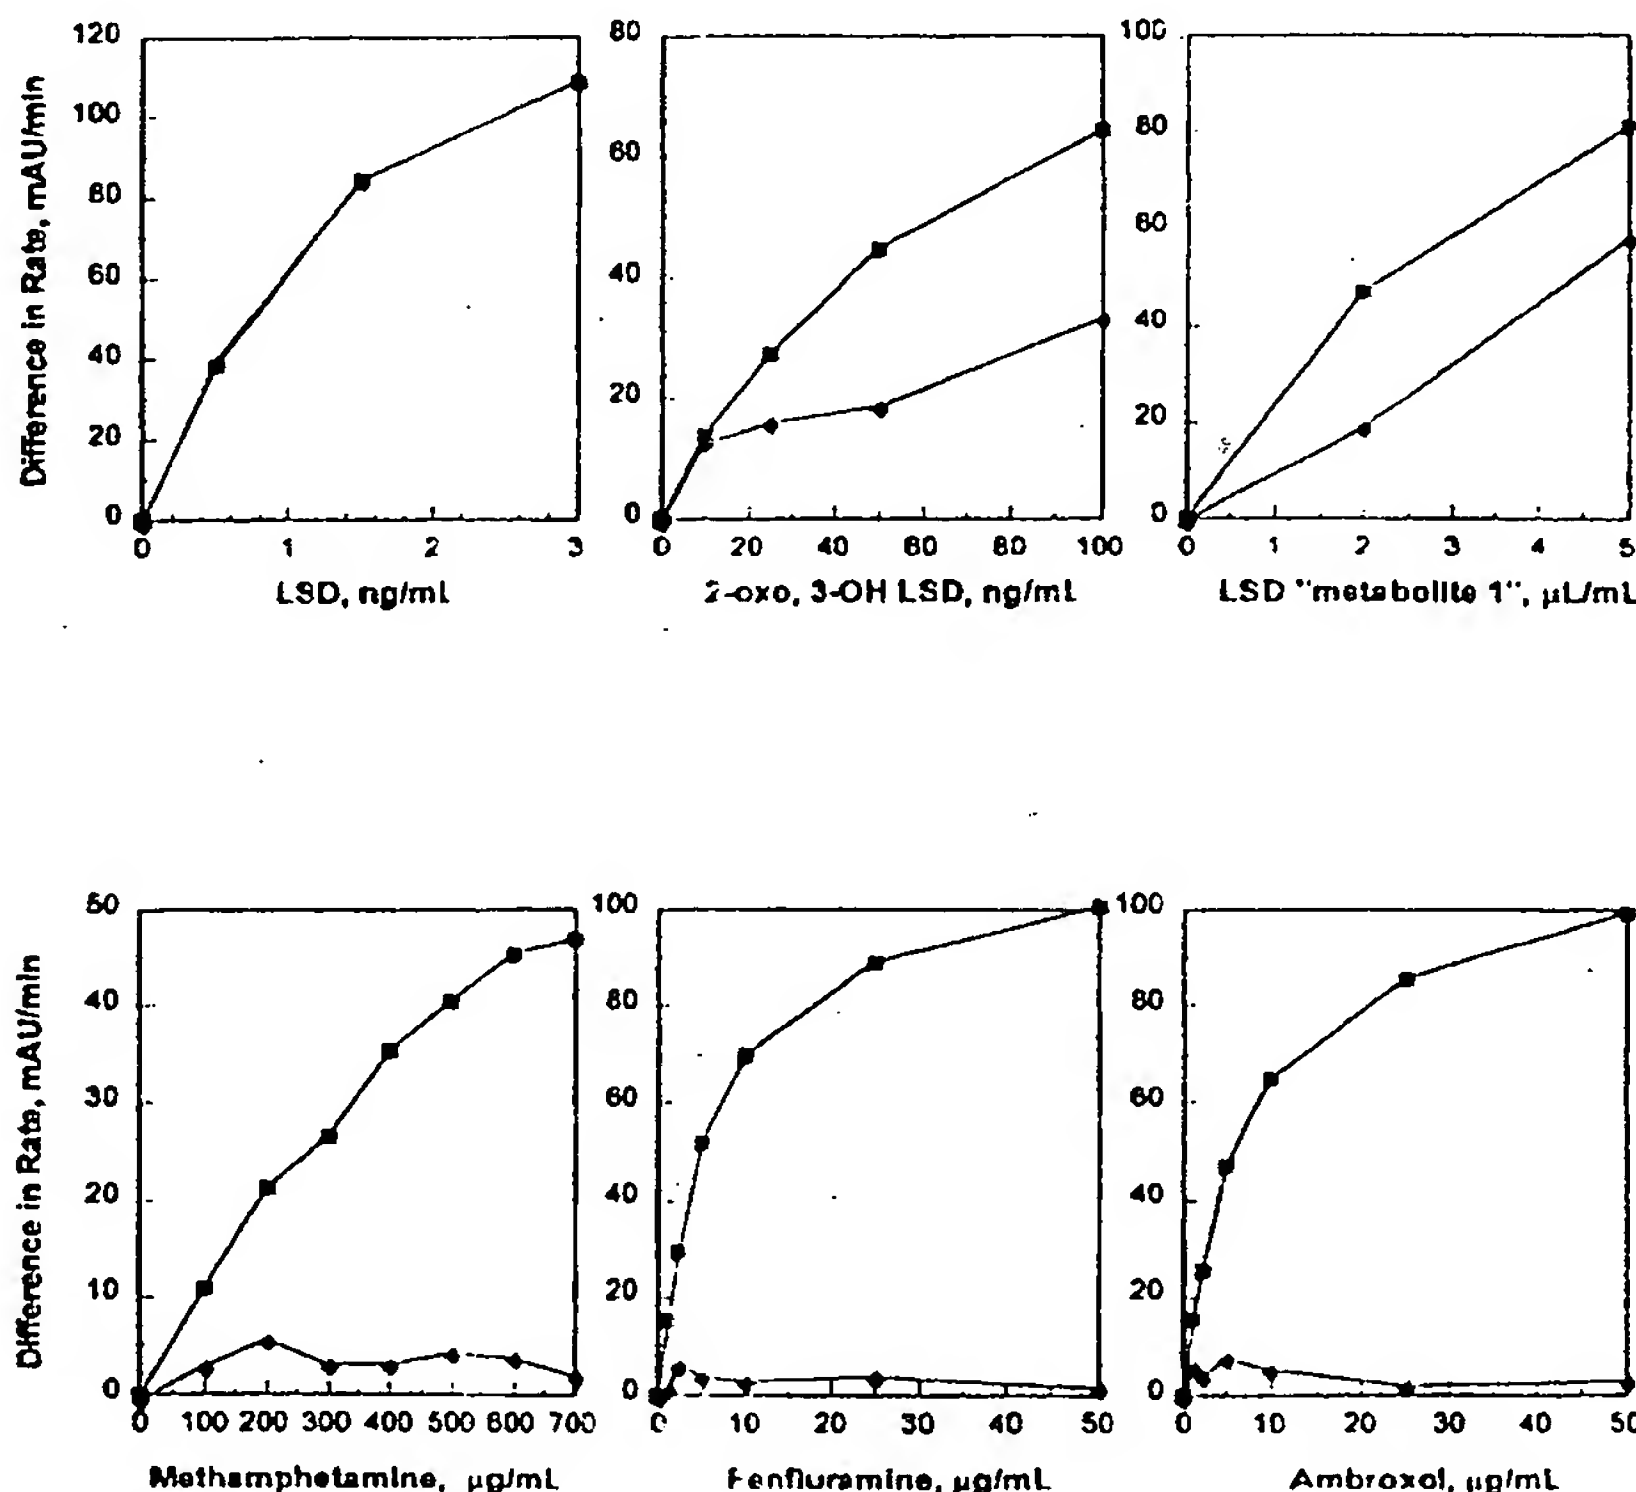 Difference in Rate, mAU/min
120
100
80
60
40
20
0
0 1 2 3
LSD, ng/mL
80
60
40
20
0
0 20 40 60 80 100
2-oxo, 3-OH LSD, ng/mL
100
80
60
40
20
0
0 1 2 3 4 5
LSD "metabolite 1", µL/mL
Difference in Rate, mAU/min
50
40
30
20
10
0
0 100 200 300 400 500 600 700
Methamphetamine, µg/mL
100
80
60
40
20
0
0 10 20 30 40 50
Fenfluramine, µg/mL
100
80
60
40
20
0
0 10 20 30 40 50
Ambroxol, µg/mL